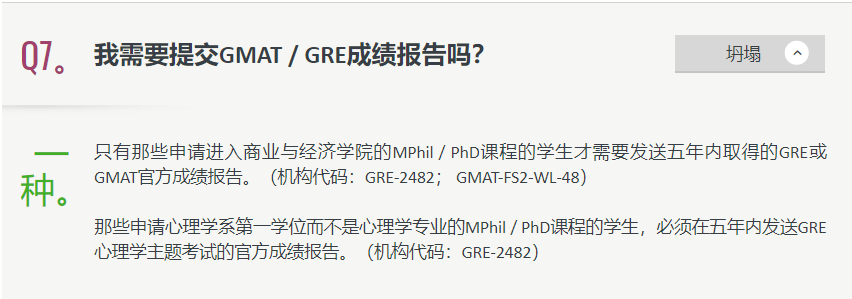 Q7。
我需要提交GMAT / GRE成绩报告吗？
坍塌
一种。
只有那些申请进入商业与经济学院的MPhil / PhD课程的学生才需要发送五年内取得的GRE或
GMAT官方成绩报告。（机构代码：GRE-2482； GMAT-FS2-WL-48）
那些申请心理学系第一学位而不是心理学专业的MPhil / PhD课程的学生，必须在五年内发送GRE
心理学主题考试的官方成绩报告。（机构代码：GRE-2482）